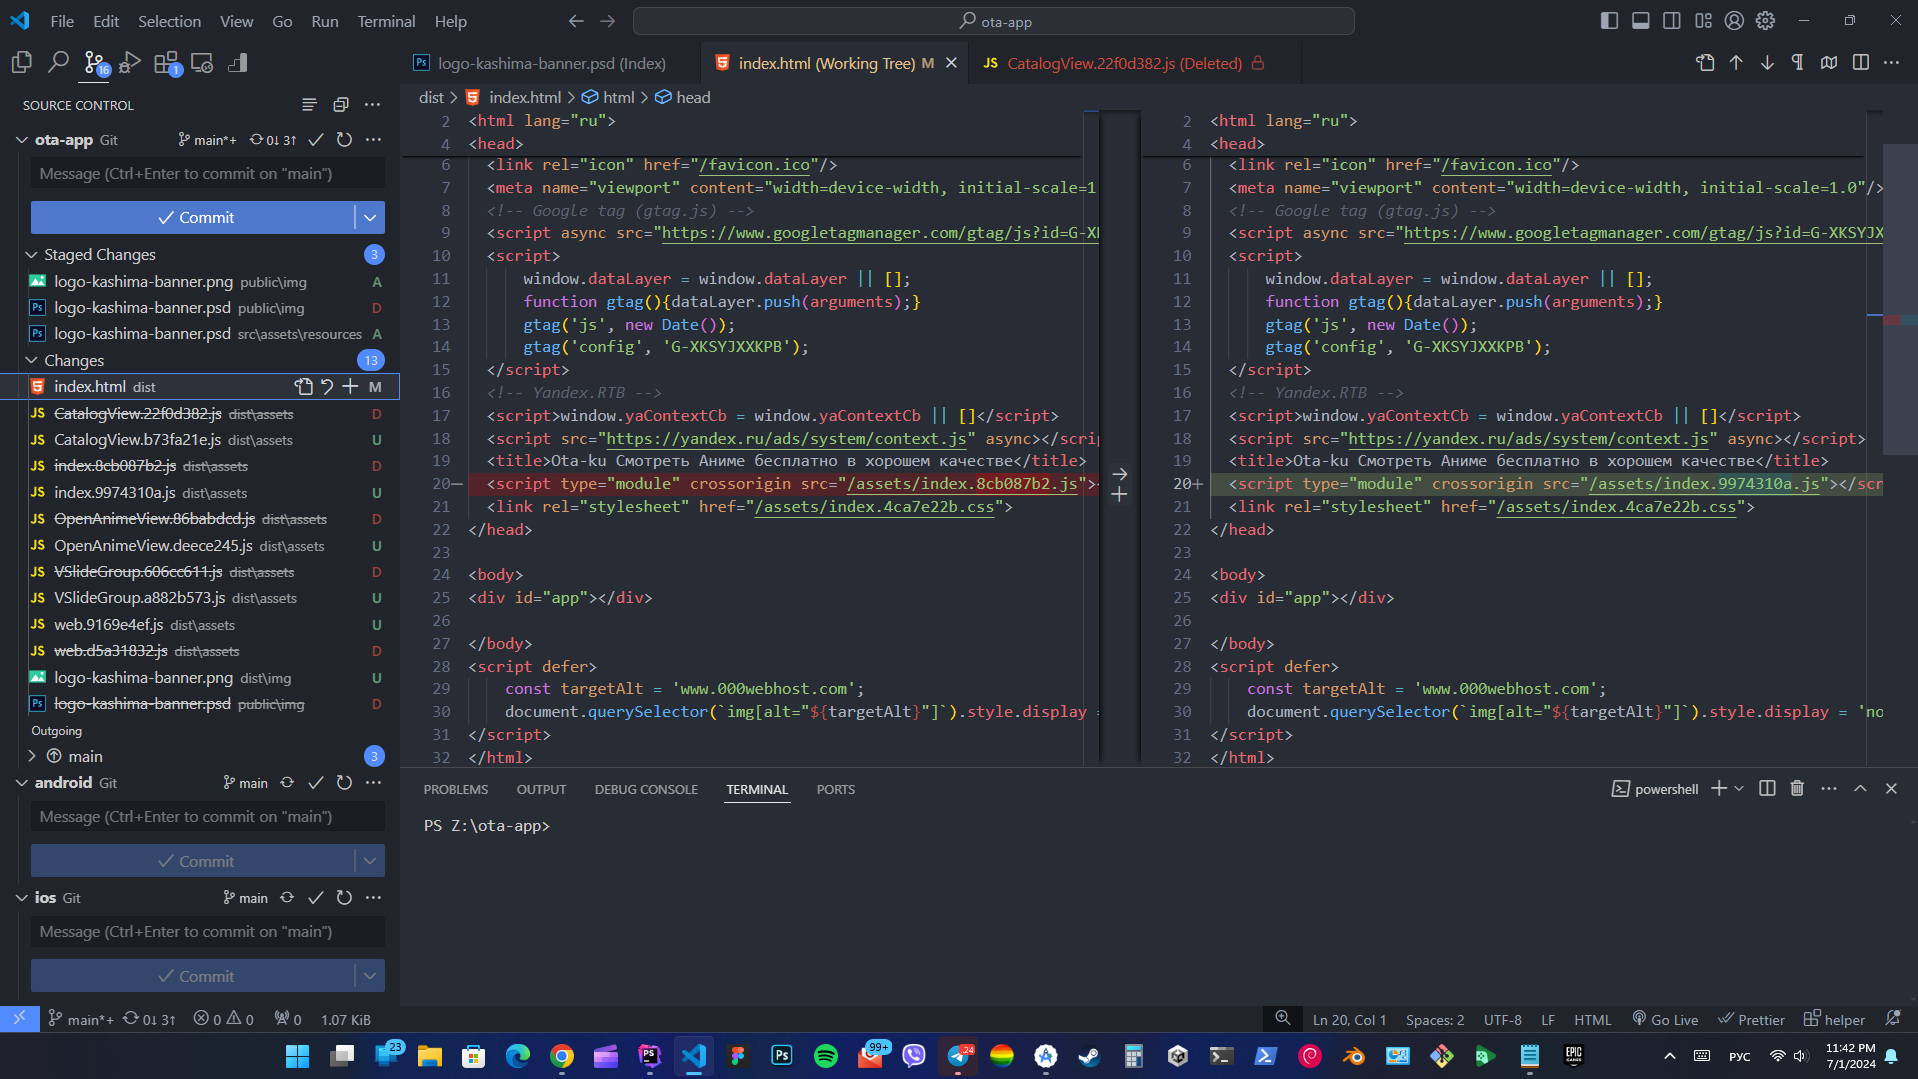 File Edit Selection View Go Run Terminal Help
ota-app
16
1
logo-kashima-banner.psd (Index)
index.html (Working Tree) M
CatalogView.22f0d382.js (Deleted)
SOURCE CONTROL
dist > index.html > html > head
ota-app Git main*+ 0↓ 3↑
Message (Ctrl+Enter to commit on "main")
Commit
Staged Changes 3
logo-kashima-banner.png public\img A
logo-kashima-banner.psd public\img D
logo-kashima-banner.psd src\assets\resources A
Changes 13
index.html dist M
CatalogView.22f0d382.js dist\assets D
CatalogView.b73fa21e.js dist\assets U
index.8cb087b2.js dist\assets D
index.9974310a.js dist\assets U
OpenAnimeView.86babdcd.js dist\assets D
OpenAnimeView.deece245.js dist\assets U
VSlideGroup.606cc611.js dist\assets D
VSlideGroup.a882b573.js dist\assets U
web.9169e4ef.js dist\assets U
web.d5a31832.js dist\assets D
logo-kashima-banner.png dist\img U
logo-kashima-banner.psd public\img D
Outgoing
main 3
android Git main
Message (Ctrl+Enter to commit on "main")
Commit
ios Git main
Message (Ctrl+Enter to commit on "main")
Commit
2 <html lang="ru">
4 <head>
6 <link rel="icon" href="/favicon.ico"/>
7 <meta name="viewport" content="width=device-width, initial-scale=1
8 <!-- Google tag (gtag.js) -->
9 <script async src="https://www.googletagmanager.com/gtag/js?id=G-X
10 <script>
11 window.dataLayer = window.dataLayer || [];
12 function gtag(){dataLayer.push(arguments);}
13 gtag('js', new Date());
14 gtag('config', 'G-XKSYJXXKPB');
15 </script>
16 <!-- Yandex.RTB -->
17 <script>window.yaContextCb = window.yaContextCb || []</script>
18 <script src="https://yandex.ru/ads/system/context.js" async></scri
19 <title>Ota-ku Смотреть Аниме бесплатно в хорошем качестве</title>
20− <script type="module" crossorigin src="/assets/index.8cb087b2.js">
21 <link rel="stylesheet" href="/assets/index.4ca7e22b.css">
22 </head>
23
24 <body>
25 <div id="app"></div>
26
27 </body>
28 <script defer>
29 const targetAlt = 'www.000webhost.com';
30 document.querySelector(`img[alt="${targetAlt}"]`).style.display =
31 </script>
32 </html>
2 <html lang="ru">
4 <head>
6 <link rel="icon" href="/favicon.ico"/>
7 <meta name="viewport" content="width=device-width, initial-scale=1.0"/>
8 <!-- Google tag (gtag.js) -->
9 <script async src="https://www.googletagmanager.com/gtag/js?id=G-XKSYJX
10 <script>
11 window.dataLayer = window.dataLayer || [];
12 function gtag(){dataLayer.push(arguments);}
13 gtag('js', new Date());
14 gtag('config', 'G-XKSYJXXKPB');
15 </script>
16 <!-- Yandex.RTB -->
17 <script>window.yaContextCb = window.yaContextCb || []</script>
18 <script src="https://yandex.ru/ads/system/context.js" async></script>
19 <title>Ota-ku Смотреть Аниме бесплатно в хорошем качестве</title>
20+ <script type="module" crossorigin src="/assets/index.9974310a.js"></scr
21 <link rel="stylesheet" href="/assets/index.4ca7e22b.css">
22 </head>
23
24 <body>
25 <div id="app"></div>
26
27 </body>
28 <script defer>
29 const targetAlt = 'www.000webhost.com';
30 document.querySelector(`img[alt="${targetAlt}"]`).style.display = 'no
31 </script>
32 </html>
PROBLEMS OUTPUT DEBUG CONSOLE TERMINAL PORTS
powershell
PS Z:\ota-app>
main*+ 0↓ 3↑ 0 0 0 1.07 KiB
Ln 20, Col 1 Spaces: 2 UTF-8 LF HTML Go Live Prettier helper
23
99+
24
РУС
11:42 PM
7/1/2024